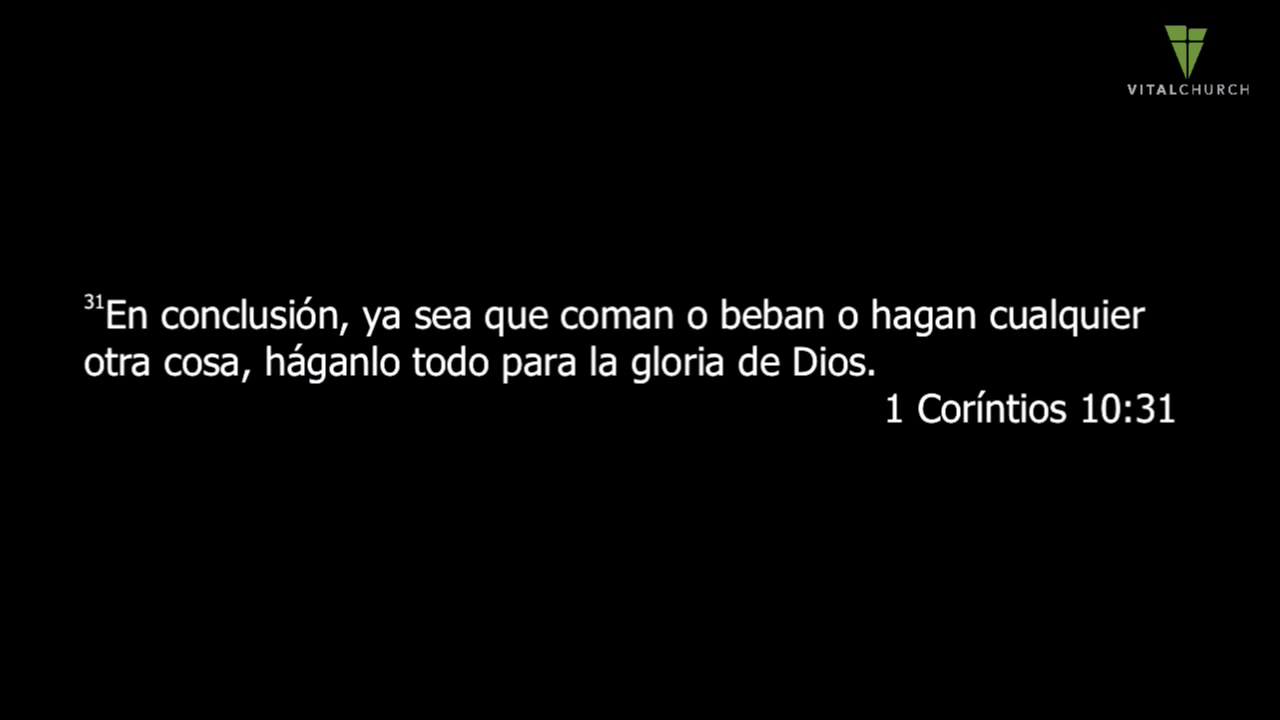 VITALCHURCH
³¹En conclusión, ya sea que coman o beban o hagan cualquier
otra cosa, háganlo todo para la gloria de Dios.
1 Coríntios 10:31